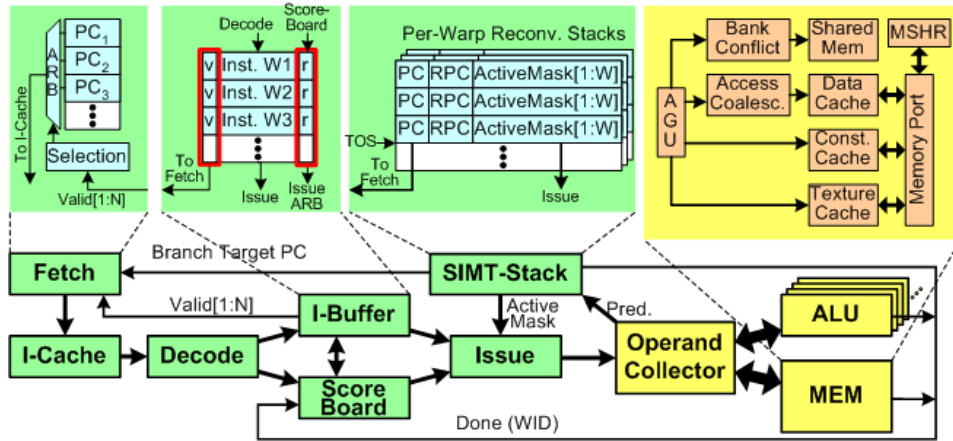 ARB
PC1
PC2
PC3
To I-Cache
Selection
Valid[1:N]
Decode
Score-
Board
v Inst. W1 r
v Inst. W2 r
v Inst. W3 r
To
Fetch
Issue
Issue
ARB
Per-Warp Reconv. Stacks
PC RPC ActiveMask[1:W]
PC RPC ActiveMask[1:W]
PC RPC ActiveMask[1:W]
TOS
To
Fetch
Issue
AGU
Bank
Conflict
Shared
Mem
MSHR
Access
Coalesc.
Data
Cache
Const.
Cache
Texture
Cache
Memory Port
Branch Target PC
Fetch
SIMT-Stack
Valid[1:N]
I-Buffer
Active
Mask
Pred.
ALU
I-Cache
Decode
Issue
Operand
Collector
Score
Board
MEM
Done (WID)